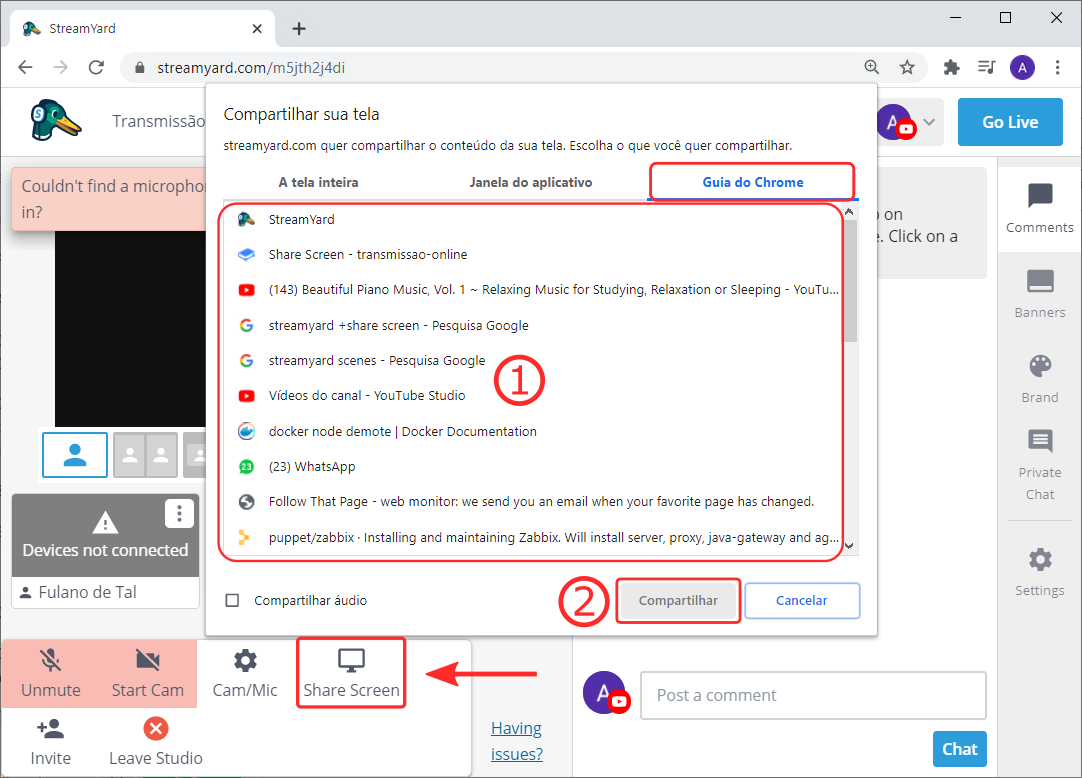 StreamYard
streamyard.com/m5jth2j4di
A
Transmissão
A
Go Live
Compartilhar sua tela
streamyard.com quer compartilhar o conteúdo da sua tela. Escolha o que você quer compartilhar.
A tela inteira
Janela do aplicativo
Guia do Chrome
StreamYard
Share Screen - transmissao-online
(143) Beautiful Piano Music, Vol. 1 ~ Relaxing Music for Studying, Relaxation or Sleeping - YouTu...
streamyard +share screen - Pesquisa Google
streamyard scenes - Pesquisa Google
1
Vídeos do canal - YouTube Studio
docker node demote | Docker Documentation
23
(23) WhatsApp
Follow That Page - web monitor: we send you an email when your favorite page has changed.
puppet/zabbix · Installing and maintaining Zabbix. Will install server, proxy, java-gateway and ag...
Compartilhar áudio
2
Compartilhar
Cancelar
Couldn't find a
in?
on
. Click on a
Comments
Banners
Brand
Private
Chat
Settings
Devices not connected
Fulano de Tal
Unmute
Start Cam
Cam/Mic
Share Screen
Invite
Leave Studio
Having
issues?
A
Post a comment
Chat